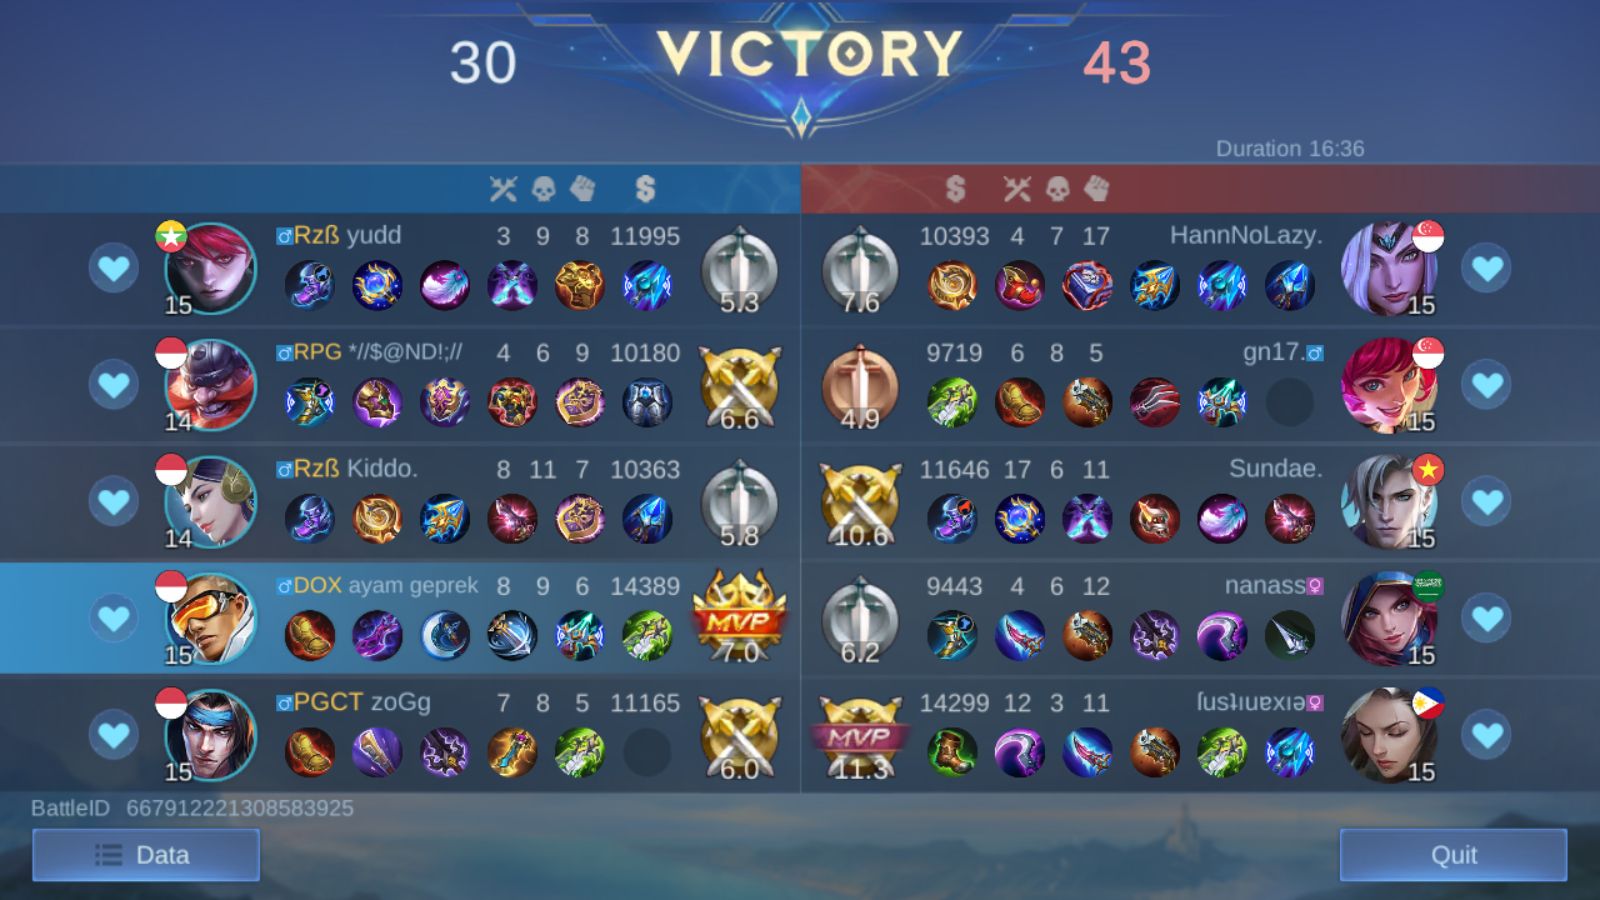 30 VICTORY 43
Duration 16:36
Rzß yudd 3 9 8 11995
15 5.3
10393 4 7 17 HannNoLazy.
7.6 15
RPG *//$@ND!;// 4 6 9 10180
14 6.6
9719 6 8 5 gn17.
4.9 15
Rzß Kiddo. 8 11 7 10363
14 5.8
11646 17 6 11 Sundae.
10.6 15
DOX ayam geprek 8 9 6 14389
15 MVP 7.0
9443 4 6 12 nanass
6.2 15
PGCT zoGg 7 8 5 11165
15 6.0
14299 12 3 11 ſusʇıuɐxıǝ
MVP 11.3 15
BattleID 667912221308583925
Data
Quit